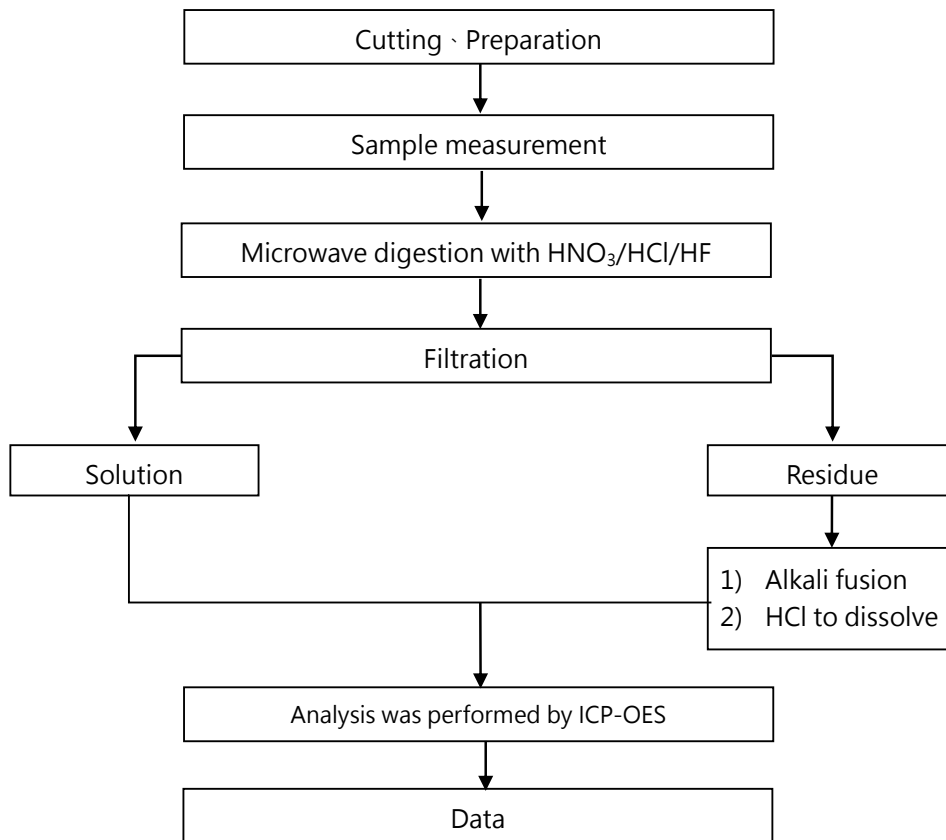 Cutting、Preparation
Sample measurement
Microwave digestion with HNO₃/HCl/HF
Filtration
Solution
Residue
1) Alkali fusion
2) HCl to dissolve
Analysis was performed by ICP-OES
Data